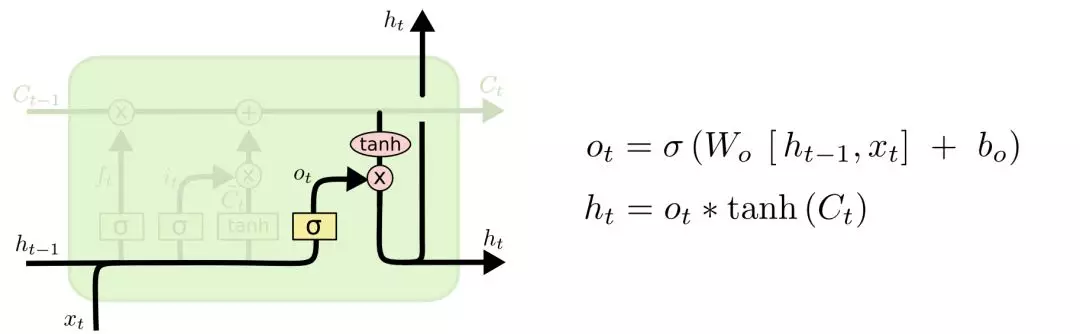 h_t
C_{t-1}
C_t
x
+
tanh
f_t
i_t
x
C̃_t
o_t
x
σ
σ
tanh
σ
h_{t-1}
h_t
x_t
o_t = σ (W_o [ h_{t-1}, x_t ] + b_o)
h_t = o_t * tanh (C_t)